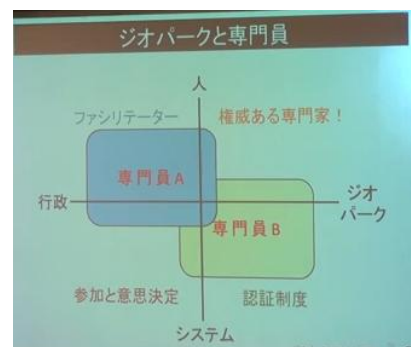 ジオパークと専門員
人
ファシリテーター
権威ある専門家！
専門員A
行政
ジオ
パーク
専門員B
参加と意思決定
認証制度
システム